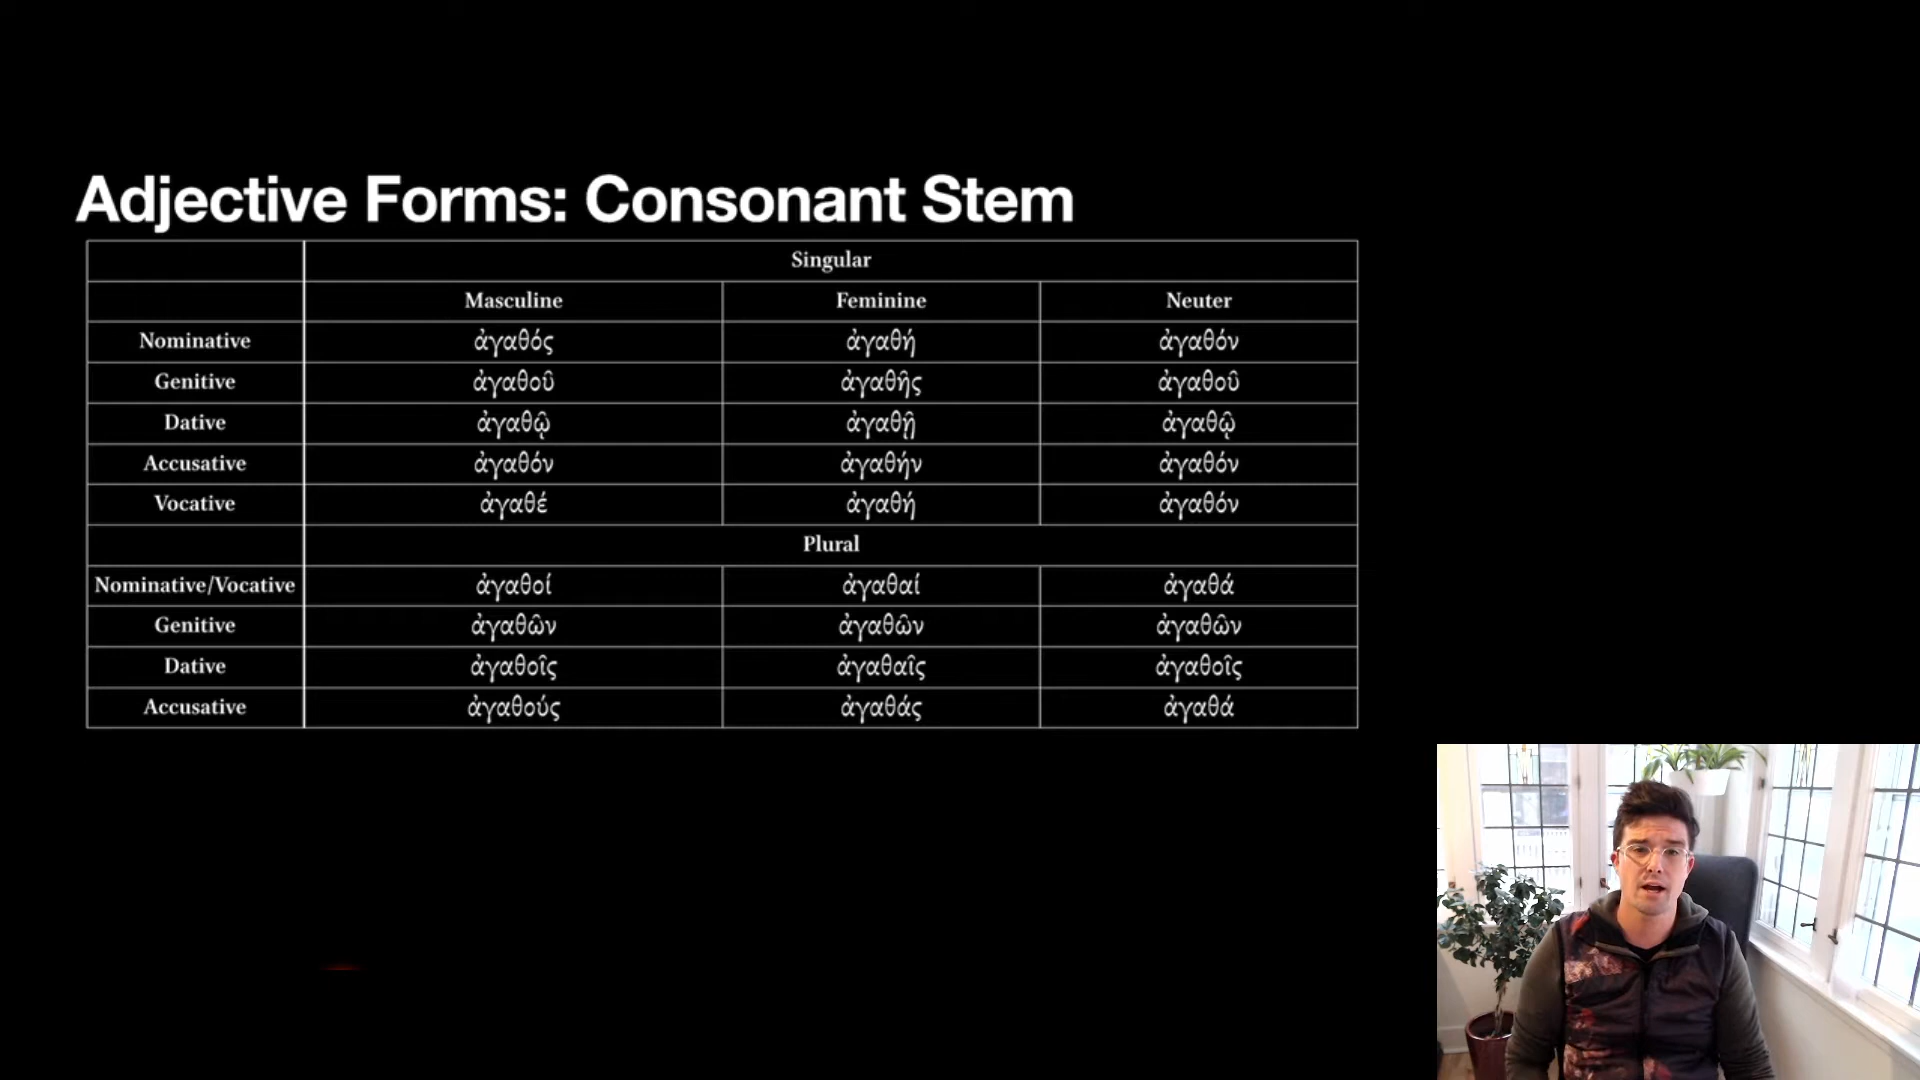 Adjective Forms: Consonant Stem
Singular
Masculine Feminine Neuter
Nominative ἀγαθός ἀγαθή ἀγαθόν
Genitive ἀγαθοῦ ἀγαθῆς ἀγαθοῦ
Dative ἀγαθῷ ἀγαθῇ ἀγαθῷ
Accusative ἀγαθόν ἀγαθήν ἀγαθόν
Vocative ἀγαθέ ἀγαθή ἀγαθόν
Plural
Nominative/Vocative ἀγαθοί ἀγαθαί ἀγαθά
Genitive ἀγαθῶν ἀγαθῶν ἀγαθῶν
Dative ἀγαθοῖς ἀγαθαῖς ἀγαθοῖς
Accusative ἀγαθούς ἀγαθάς ἀγαθά